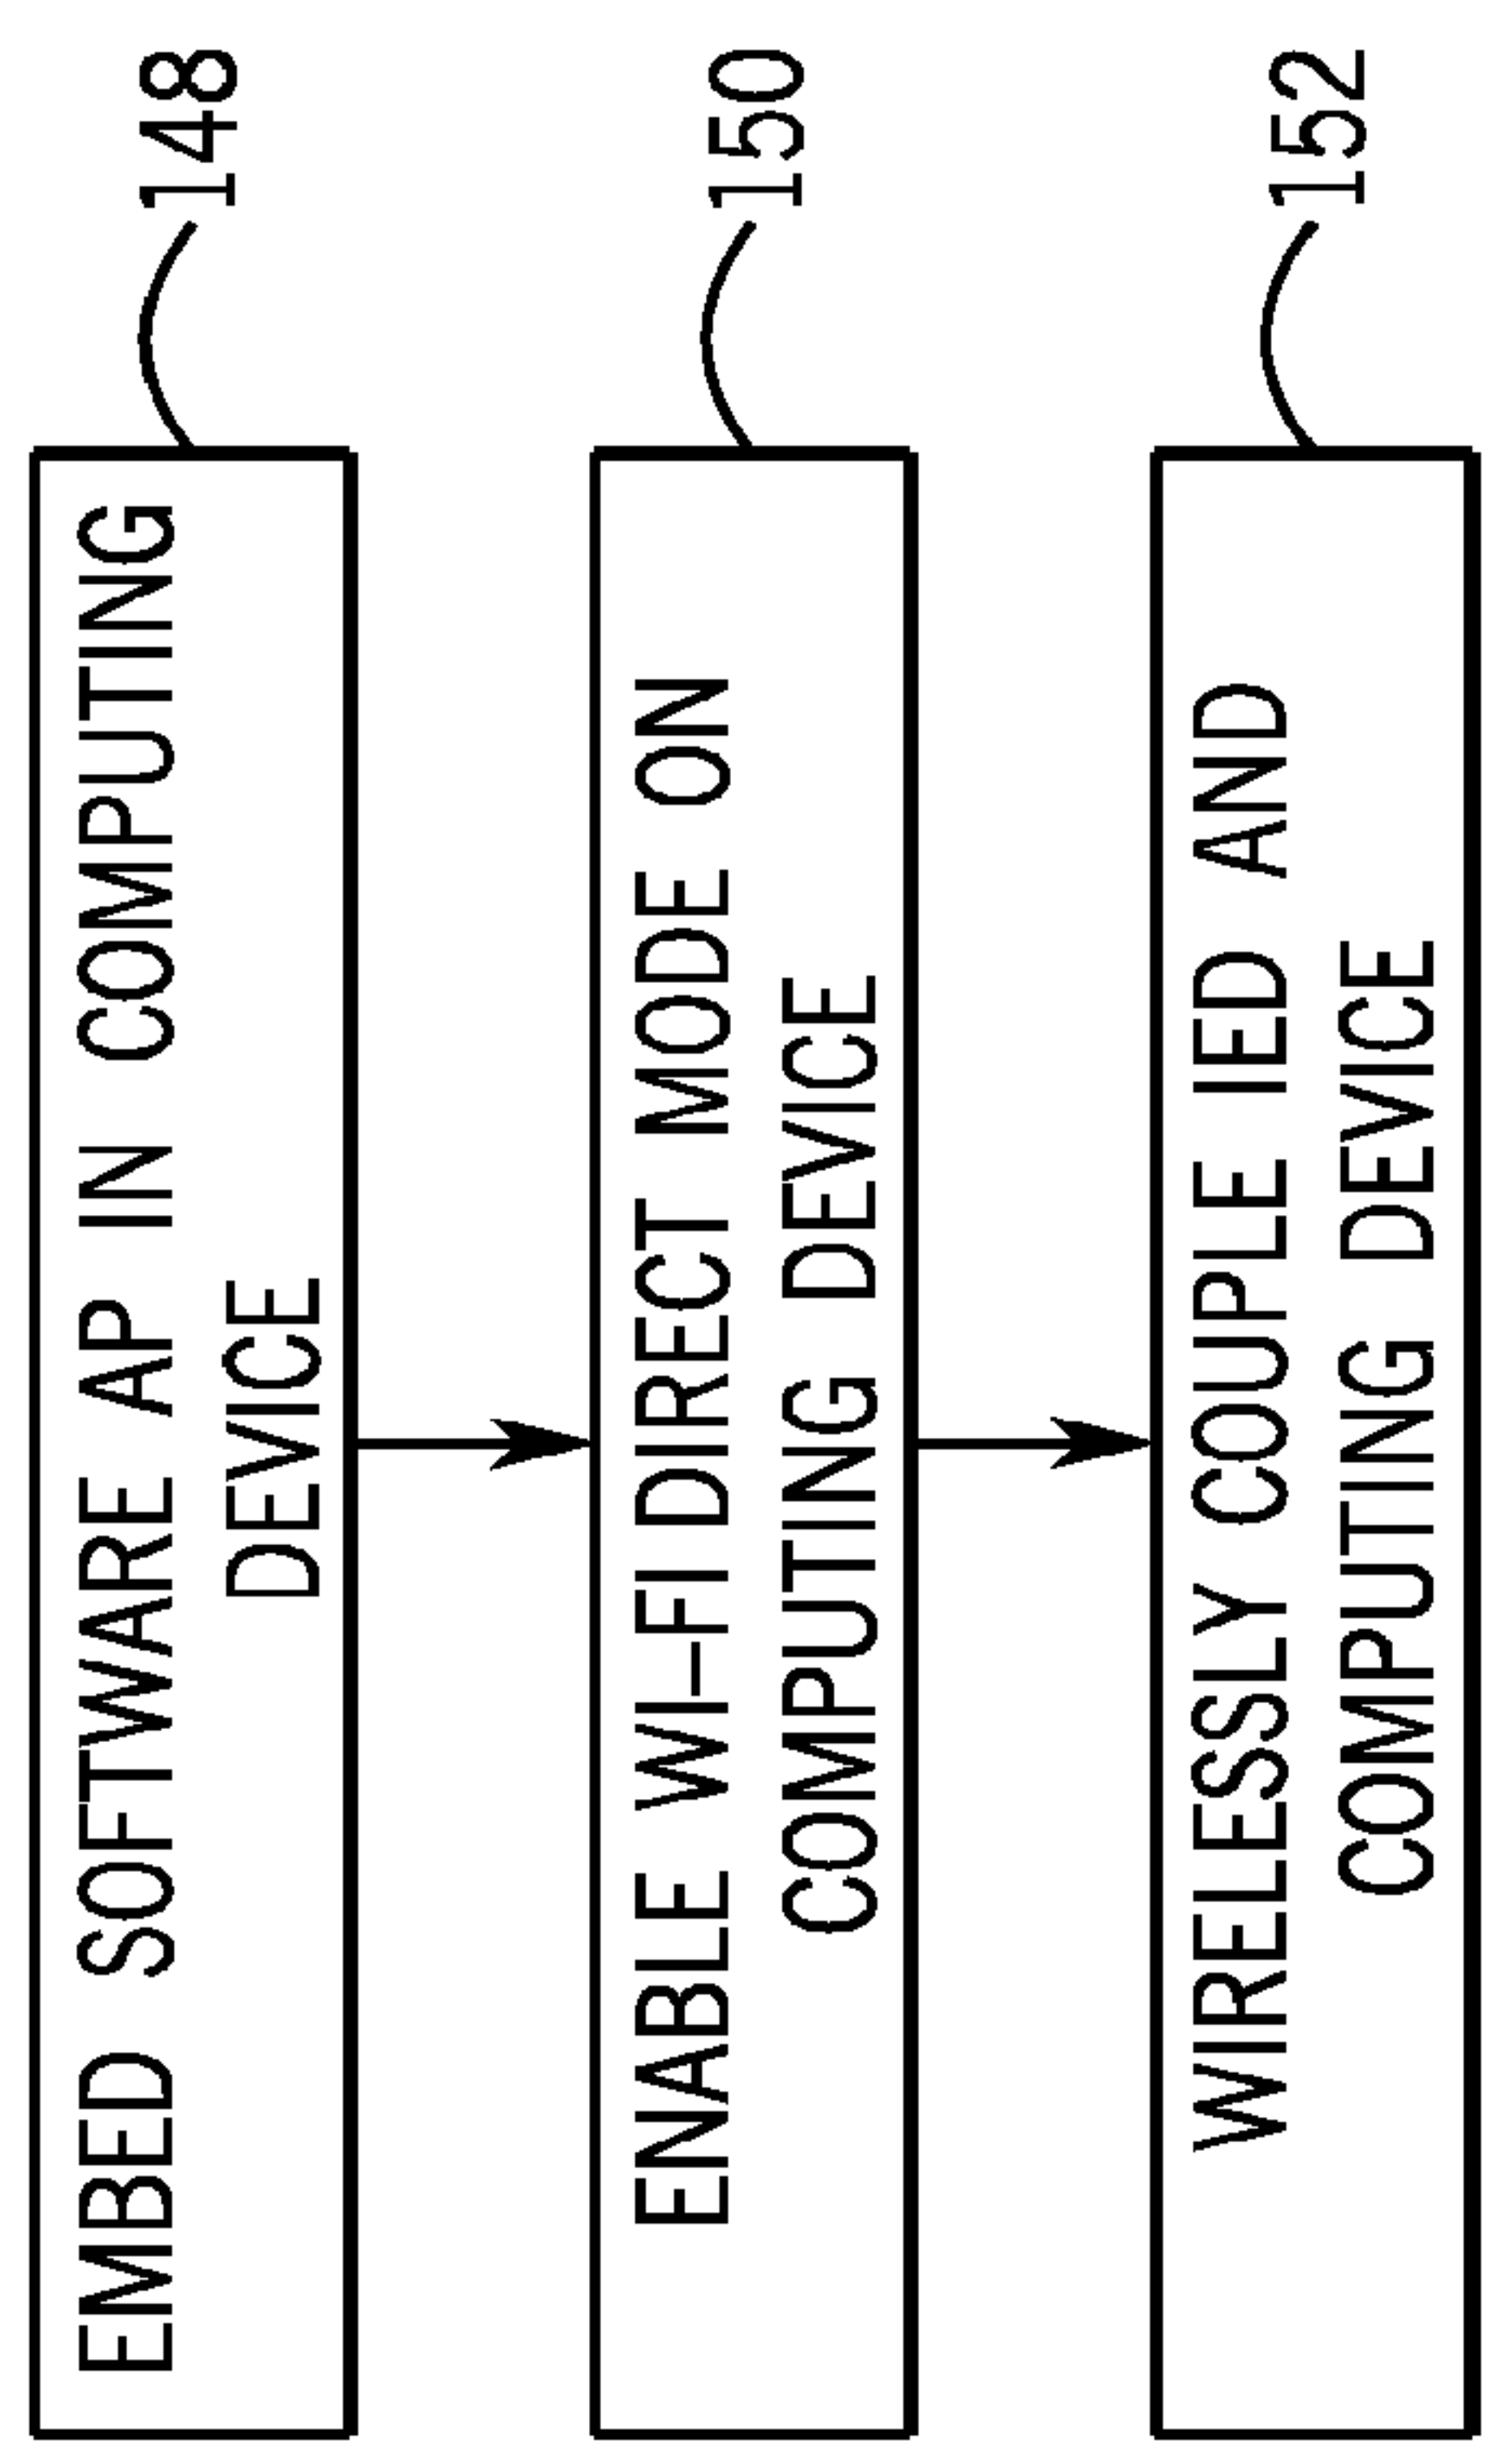 EMBED SOFTWARE AP IN COMPUTING
DEVICE
148
ENABLE WI-FI DIRECT MODE ON
COMPUTING DEVICE
150
WIRELESSLY COUPLE IED AND
COMPUTING DEVICE
152